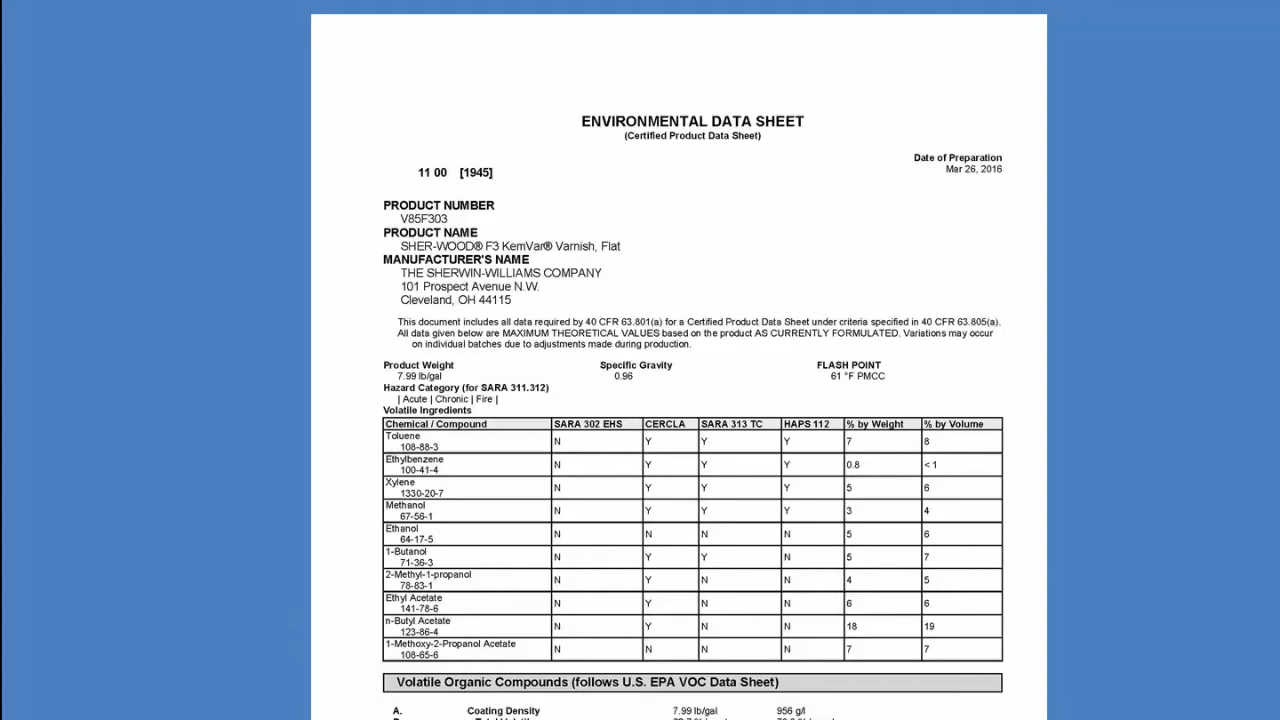 ENVIRONMENTAL DATA SHEET
(Certified Product Data Sheet)
Date of Preparation
Mar 26, 2016
11 00 [1945]
PRODUCT NUMBER
V85F303
PRODUCT NAME
SHER-WOOD® F3 KemVar® Varnish, Flat
MANUFACTURER'S NAME
THE SHERWIN-WILLIAMS COMPANY
101 Prospect Avenue N.W.
Cleveland, OH 44115
This document includes all data required by 40 CFR 63.801(a) for a Certified Product Data Sheet under criteria specified in 40 CFR 63.805(a).
All data given below are MAXIMUM THEORETICAL VALUES based on the product AS CURRENTLY FORMULATED. Variations may occur
on individual batches due to adjustments made during production.
Product Weight Specific Gravity FLASH POINT
7.99 lb/gal 0.96 61 °F PMCC
Hazard Category (for SARA 311.312)
| Acute | Chronic | Fire |
Volatile Ingredients
Chemical / Compound SARA 302 EHS CERCLA SARA 313 TC HAPS 112 % by Weight % by Volume
Toluene
108-88-3 N Y Y Y 7 8
Ethylbenzene
100-41-4 N Y Y Y 0.8 < 1
Xylene
1330-20-7 N Y Y Y 5 6
Methanol
67-56-1 N Y Y Y 3 4
Ethanol
64-17-5 N N N N 5 6
1-Butanol
71-36-3 N Y Y N 5 7
2-Methyl-1-propanol
78-83-1 N Y N N 4 5
Ethyl Acetate
141-78-6 N Y N N 6 6
n-Butyl Acetate
123-86-4 N Y N N 18 19
1-Methoxy-2-Propanol Acetate
108-65-6 N N N N 7 7
Volatile Organic Compounds (follows U.S. EPA VOC Data Sheet)
A. Coating Density 7.99 lb/gal 956 g/l